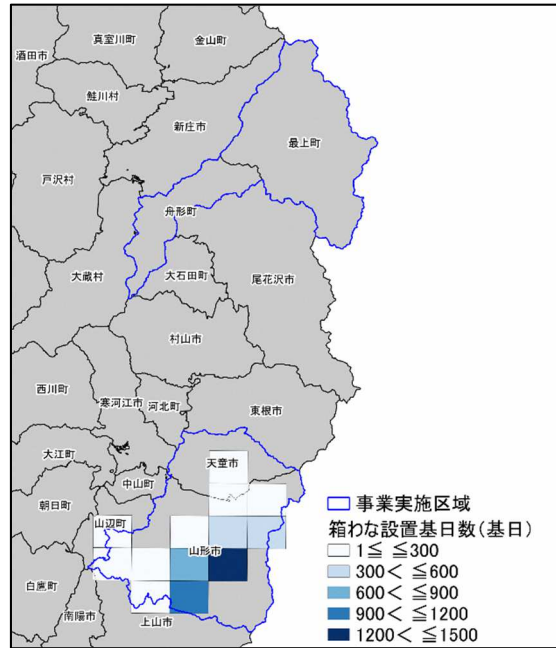 真室川町
金山町
酒田市
鮭川村
新庄市
最上町
戸沢村
舟形町
大蔵村
大石田町
尾花沢市
村山市
西川町
寒河江市
河北町
東根市
大江町
天童市
中山町
朝日町
山辺町
山形市
白鷹町
南陽市
上山市
事業実施区域
箱わな設置基日数(基日)
1≦ ≦300
300< ≦600
600< ≦900
900< ≦1200
1200< ≦1500